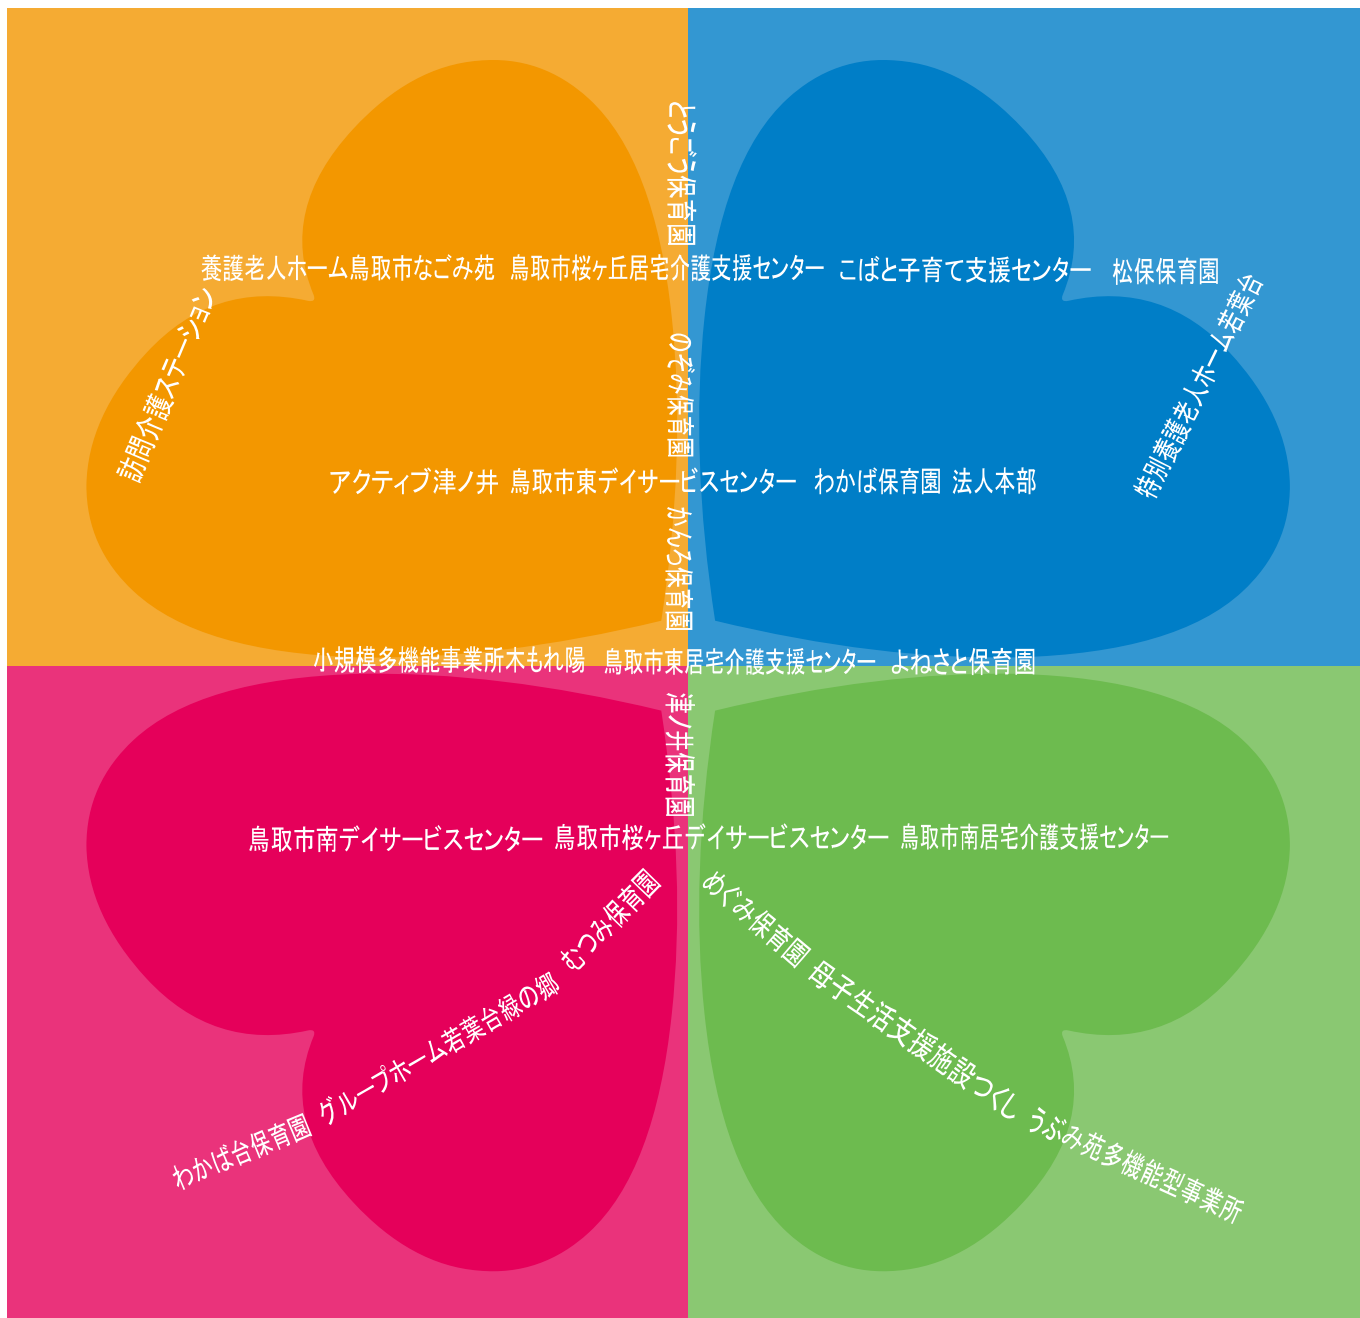 とうごう保育園
養護老人ホーム鳥取市なごみ苑 鳥取市桜ヶ丘居宅介護支援センター こばと子育て支援センター 松保保育園
訪問介護ステーション
特別養護老人ホーム若葉台
のぞみ保育園
アクティブ津ノ井 鳥取市東デイサービスセンター わかば保育園 法人本部
かんろ保育園
小規模多機能事業所木もれ陽 鳥取市東居宅介護支援センター よねさと保育園
津ノ井保育園
鳥取市南デイサービスセンター 鳥取市桜ヶ丘デイサービスセンター 鳥取市南居宅介護支援センター
わかば台保育園 グループホーム若葉台緑の郷 むつみ保育園
めぐみ保育園 母子生活支援施設つくし うぶみ苑多機能型事業所